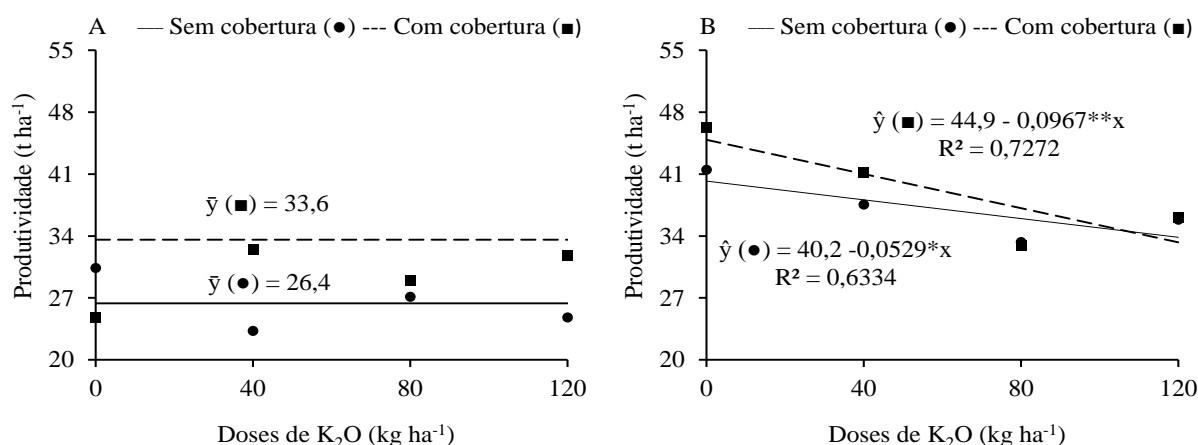 A — Sem cobertura (●) --- Com cobertura (■)
Produtividade (t ha-1)
55
48
41
34
27
20
ȳ (■) = 33,6
ȳ (●) = 26,4
0 40 80 120
Doses de K2O (kg ha-1)
B — Sem cobertura (●) --- Com cobertura (■)
Produtividade (t ha-1)
55
48
41
34
27
20
ŷ (■) = 44,9 - 0,0967**x
R² = 0,7272
ŷ (●) = 40,2 -0,0529*x
R² = 0,6334
0 40 80 120
Doses de K2O (kg ha-1)